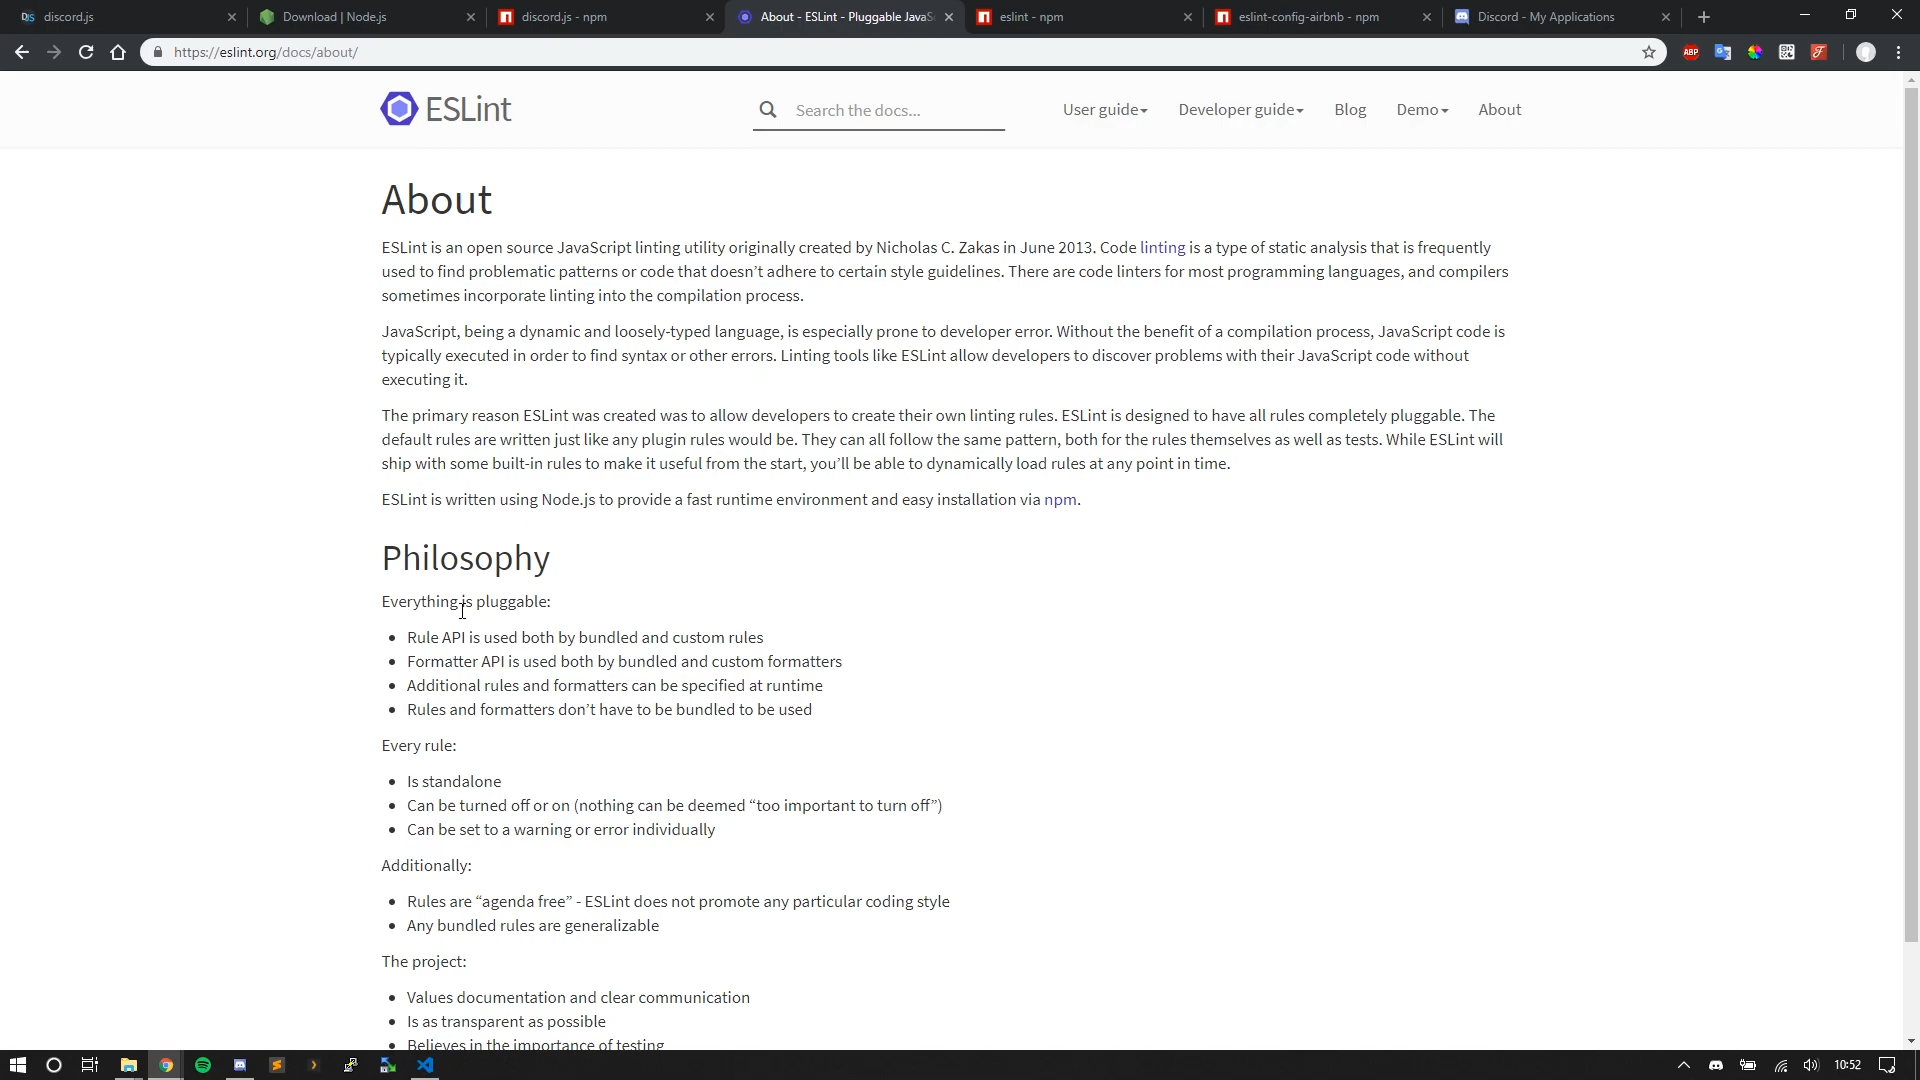 discord.js
Download | Node.js
discord.js - npm
About - ESLint - Pluggable JavaS
eslint - npm
eslint-config-airbnb - npm
Discord - My Applications
https://eslint.org/docs/about/
ABP
ESLint
Search the docs...
User guide
Developer guide
Blog
Demo
About
About
ESLint is an open source JavaScript linting utility originally created by Nicholas C. Zakas in June 2013. Code linting is a type of static analysis that is frequently
used to find problematic patterns or code that doesn’t adhere to certain style guidelines. There are code linters for most programming languages, and compilers
sometimes incorporate linting into the compilation process.
JavaScript, being a dynamic and loosely-typed language, is especially prone to developer error. Without the benefit of a compilation process, JavaScript code is
typically executed in order to find syntax or other errors. Linting tools like ESLint allow developers to discover problems with their JavaScript code without
executing it.
The primary reason ESLint was created was to allow developers to create their own linting rules. ESLint is designed to have all rules completely pluggable. The
default rules are written just like any plugin rules would be. They can all follow the same pattern, both for the rules themselves as well as tests. While ESLint will
ship with some built-in rules to make it useful from the start, you’ll be able to dynamically load rules at any point in time.
ESLint is written using Node.js to provide a fast runtime environment and easy installation via npm.
Philosophy
Everything is pluggable:
• Rule API is used both by bundled and custom rules
• Formatter API is used both by bundled and custom formatters
• Additional rules and formatters can be specified at runtime
• Rules and formatters don’t have to be bundled to be used
Every rule:
• Is standalone
• Can be turned off or on (nothing can be deemed “too important to turn off”)
• Can be set to a warning or error individually
Additionally:
• Rules are “agenda free” - ESLint does not promote any particular coding style
• Any bundled rules are generalizable
The project:
• Values documentation and clear communication
• Is as transparent as possible
• Believes in the importance of testing
10:52